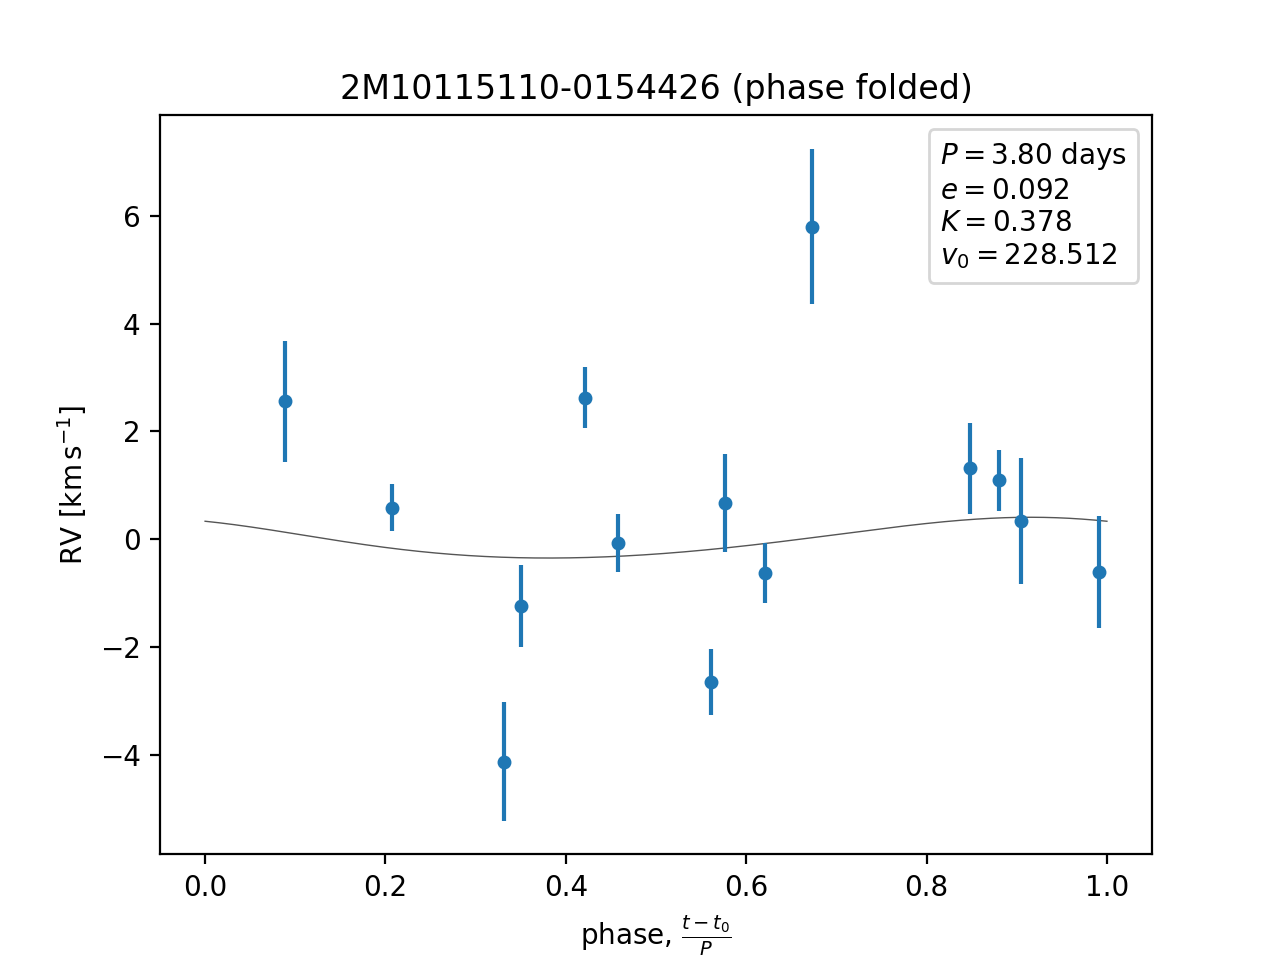 2M10115110-0154426 (phase folded)
P = 3.80 days
e = 0.092
K = 0.378
v₀ = 228.512
RV [km s⁻¹]
6
4
2
0
−2
−4
0.0 0.2 0.4 0.6 0.8 1.0
phase, (t − t₀)/P